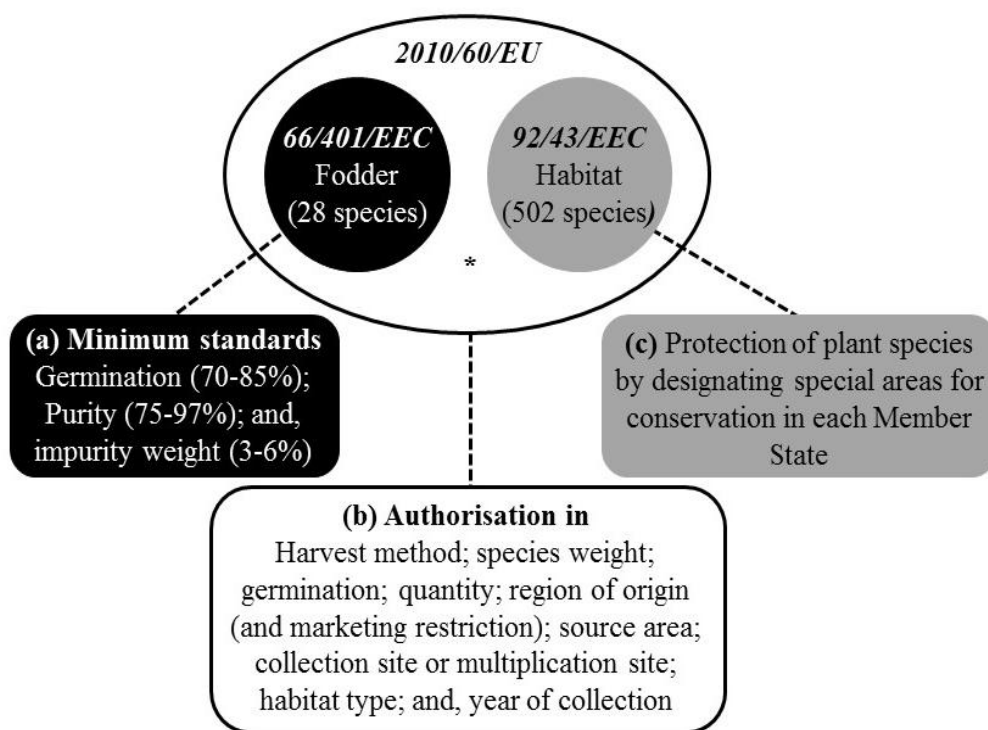 2010/60/EU
66/401/EEC
Fodder
(28 species)
92/43/EEC
Habitat
(502 species)
*
(a) Minimum standards
Germination (70-85%);
Purity (75-97%); and,
impurity weight (3-6%)
(c) Protection of plant species
by designating special areas for
conservation in each Member
State
(b) Authorisation in
Harvest method; species weight;
germination; quantity; region of origin
(and marketing restriction); source area;
collection site or multiplication site;
habitat type; and, year of collection